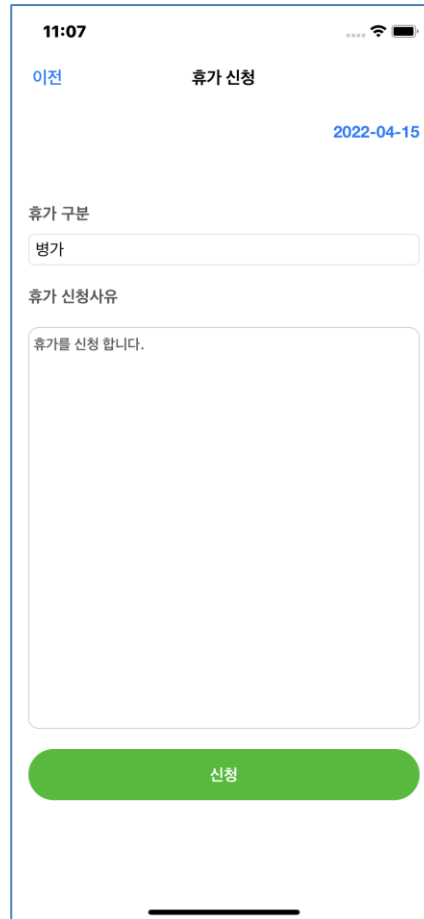 11:07
이전 휴가 신청
2022-04-15
휴가 구분
병가
휴가 신청사유
휴가를 신청 합니다.
신청